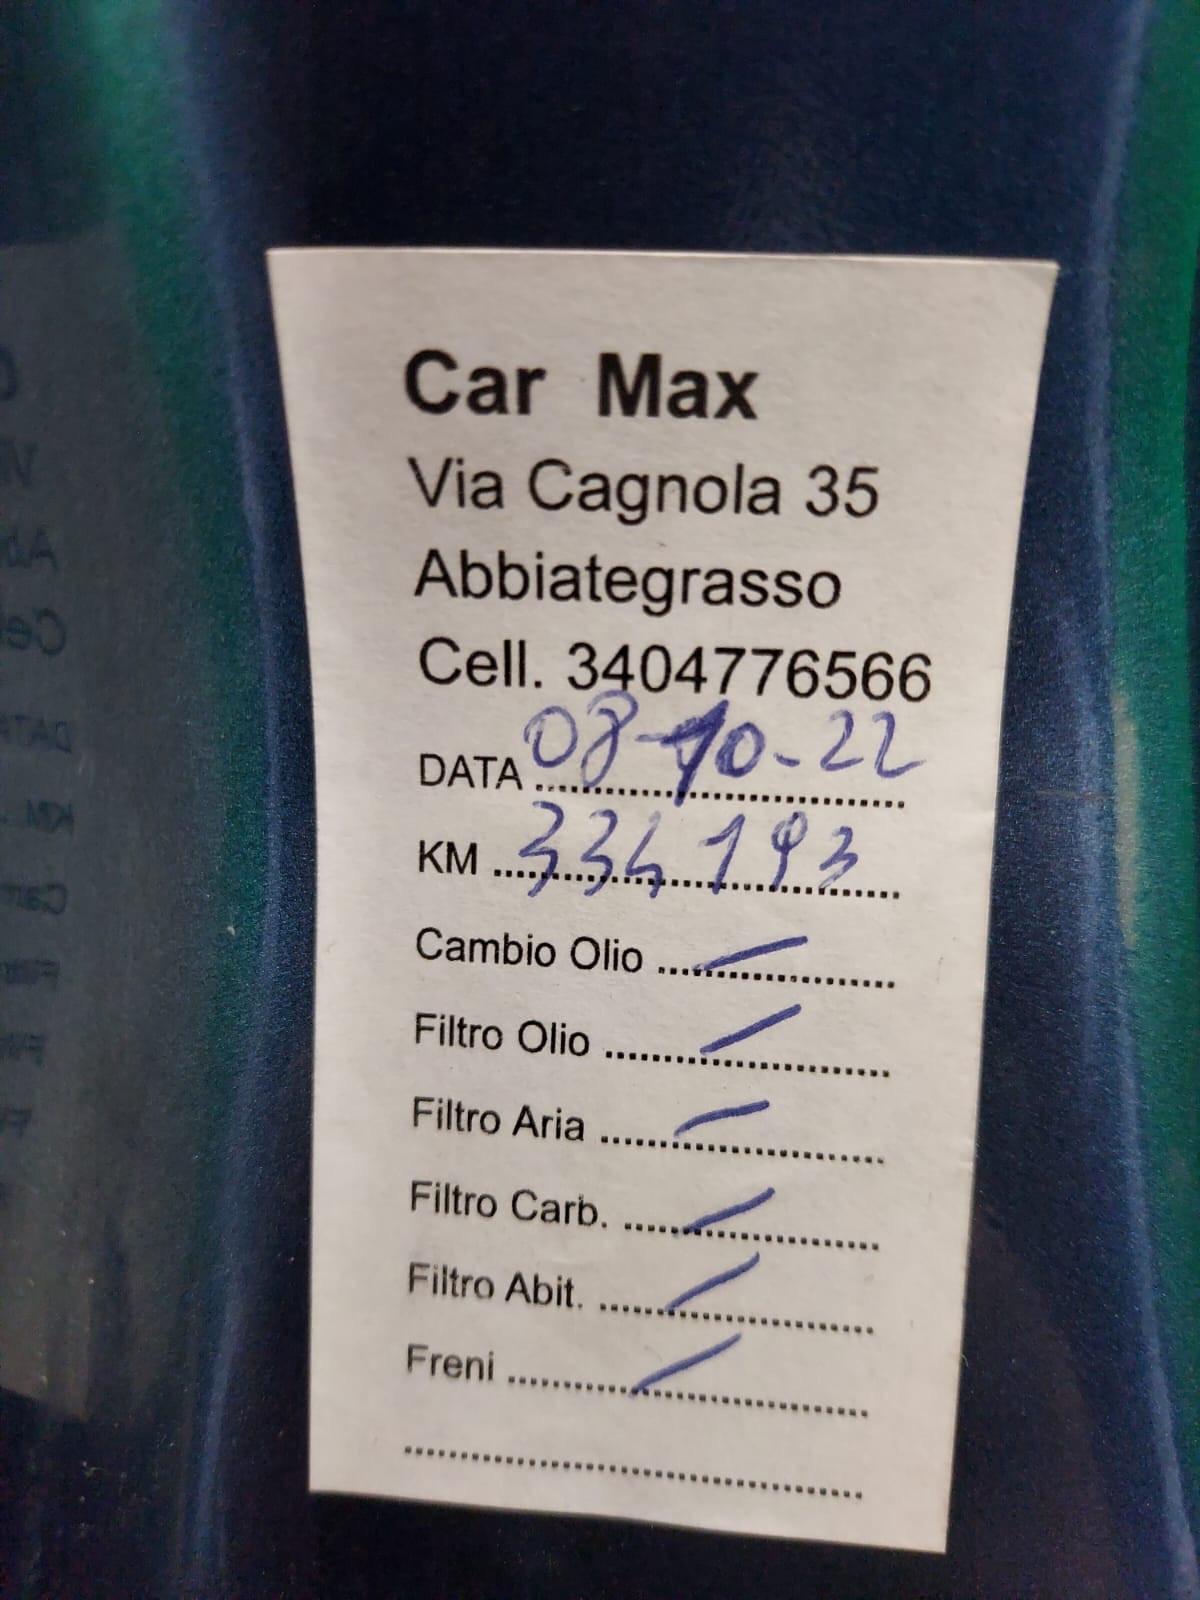 Car Max
Via Cagnola 35
Abbiategrasso
Cell. 3404776566
DATA 08-10-22
KM 334193
Cambio Olio
Filtro Olio
Filtro Aria
Filtro Carb.
Filtro Abit.
Freni